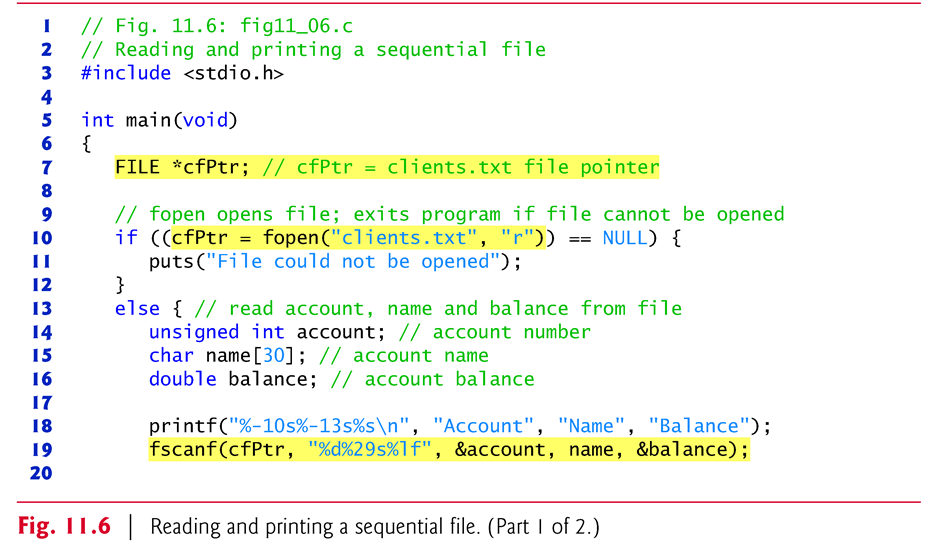 1 // Fig. 11.6: fig11_06.c
2 // Reading and printing a sequential file
3 #include <stdio.h>
4
5 int main(void)
6 {
7    FILE *cfPtr; // cfPtr = clients.txt file pointer
8
9    // fopen opens file; exits program if file cannot be opened
10    if ((cfPtr = fopen("clients.txt", "r")) == NULL) {
11       puts("File could not be opened");
12    }
13    else { // read account, name and balance from file
14       unsigned int account; // account number
15       char name[30]; // account name
16       double balance; // account balance
17
18       printf("%-10s%-13s%s\n", "Account", "Name", "Balance");
19       fscanf(cfPtr, "%d%29s%lf", &account, name, &balance);
20
Fig. 11.6 | Reading and printing a sequential file. (Part 1 of 2.)